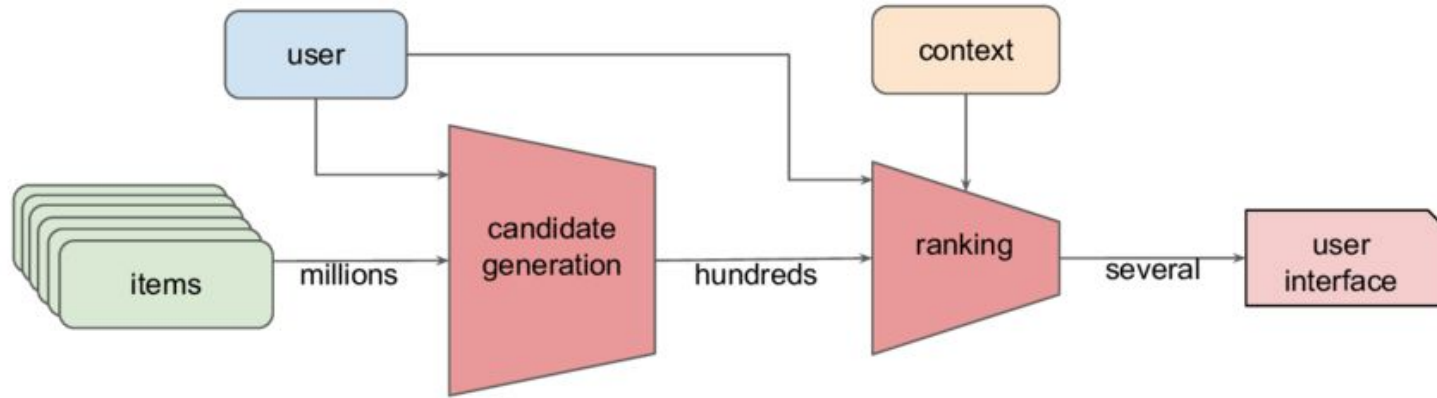 user
context
candidate
generation
ranking
items
millions
hundreds
several
user
interface